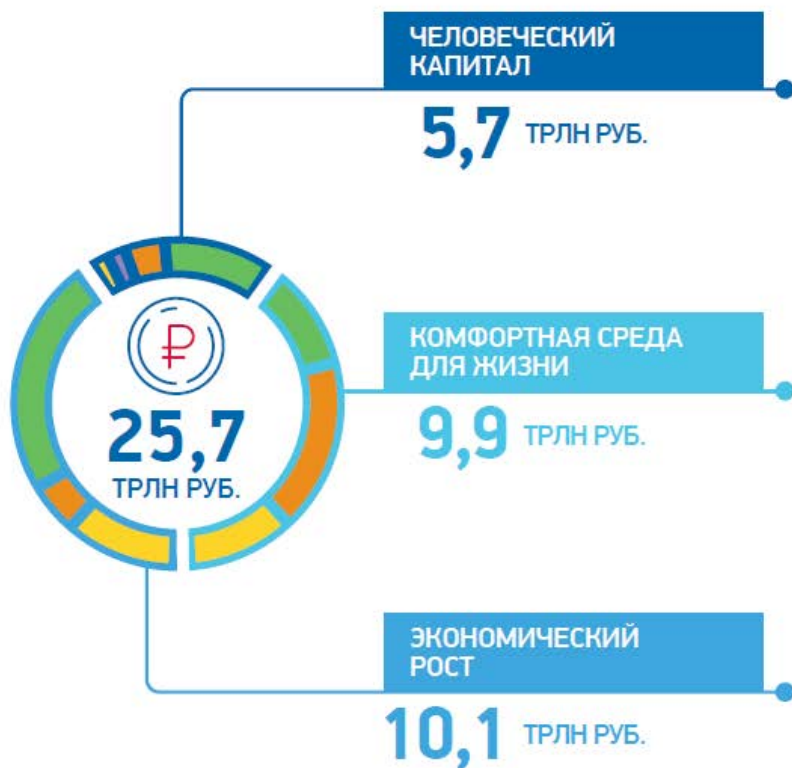 ЧЕЛОВЕЧЕСКИЙ
КАПИТАЛ
5,7 ТРЛН РУБ.
₽
25,7
ТРЛН РУБ.
КОМФОРТНАЯ СРЕДА
ДЛЯ ЖИЗНИ
9,9 ТРЛН РУБ.
ЭКОНОМИЧЕСКИЙ
РОСТ
10,1 ТРЛН РУБ.